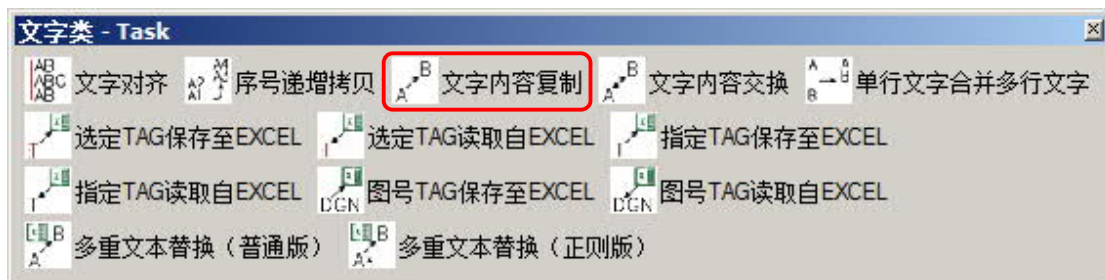 文字类 - Task
文字对齐 序号递增拷贝 文字内容复制 文字内容交换 单行文字合并多行文字
选定TAG保存至EXCEL 选定TAG读取自EXCEL 指定TAG保存至EXCEL
指定TAG读取自EXCEL 图号TAG保存至EXCEL 图号TAG读取自EXCEL
多重文本替换（普通版） 多重文本替换（正则版）